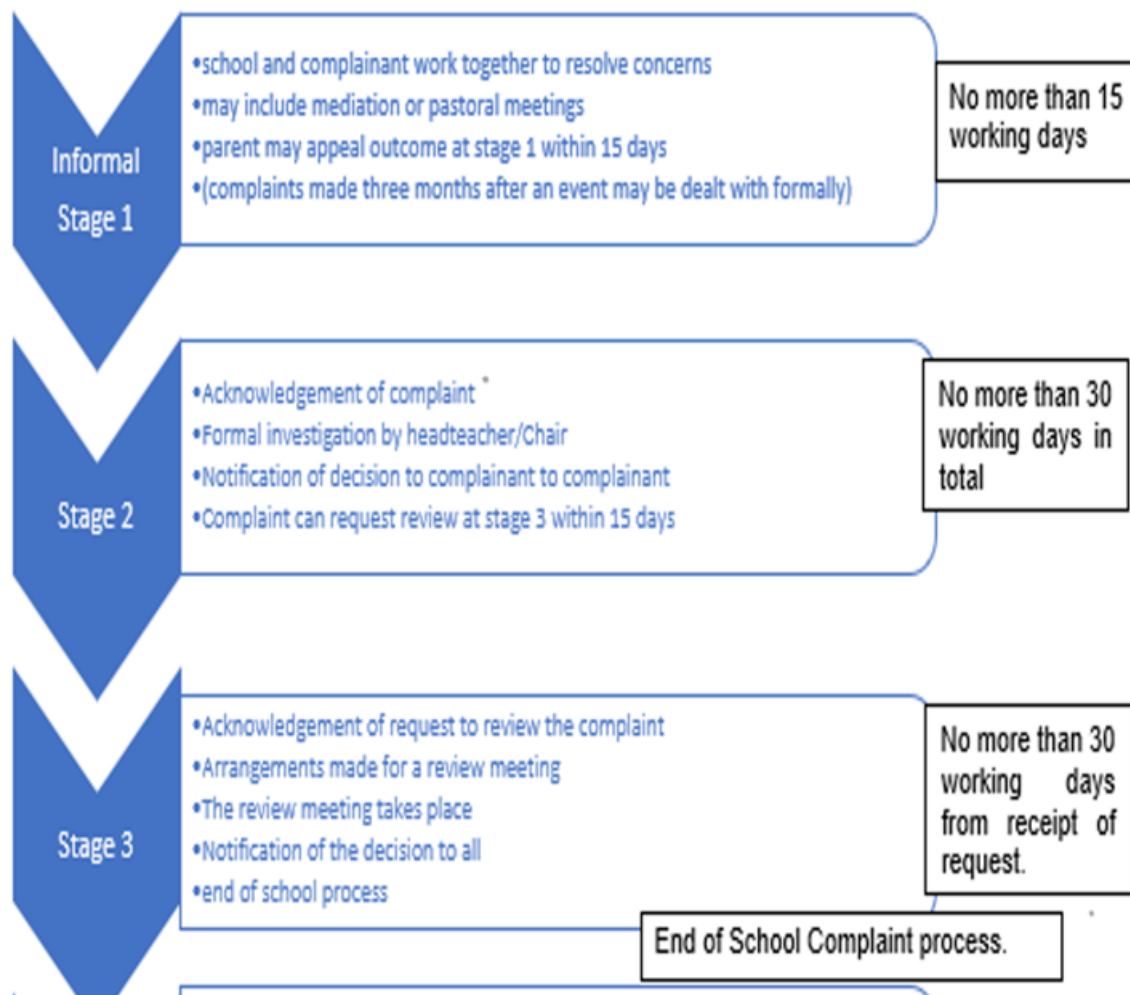 Informal
Stage 1
•school and complainant work together to resolve concerns
•may include mediation or pastoral meetings
•parent may appeal outcome at stage 1 within 15 days
•(complaints made three months after an event may be dealt with formally)
No more than 15
working days
Stage 2
•Acknowledgement of complaint
•Formal investigation by headteacher/Chair
•Notification of decision to complainant to complainant
•Complaint can request review at stage 3 within 15 days
No more than 30
working days in
total
Stage 3
•Acknowledgement of request to review the complaint
•Arrangements made for a review meeting
•The review meeting takes place
•Notification of the decision to all
•end of school process
No more than 30
working days
from receipt of
request.
End of School Complaint process.